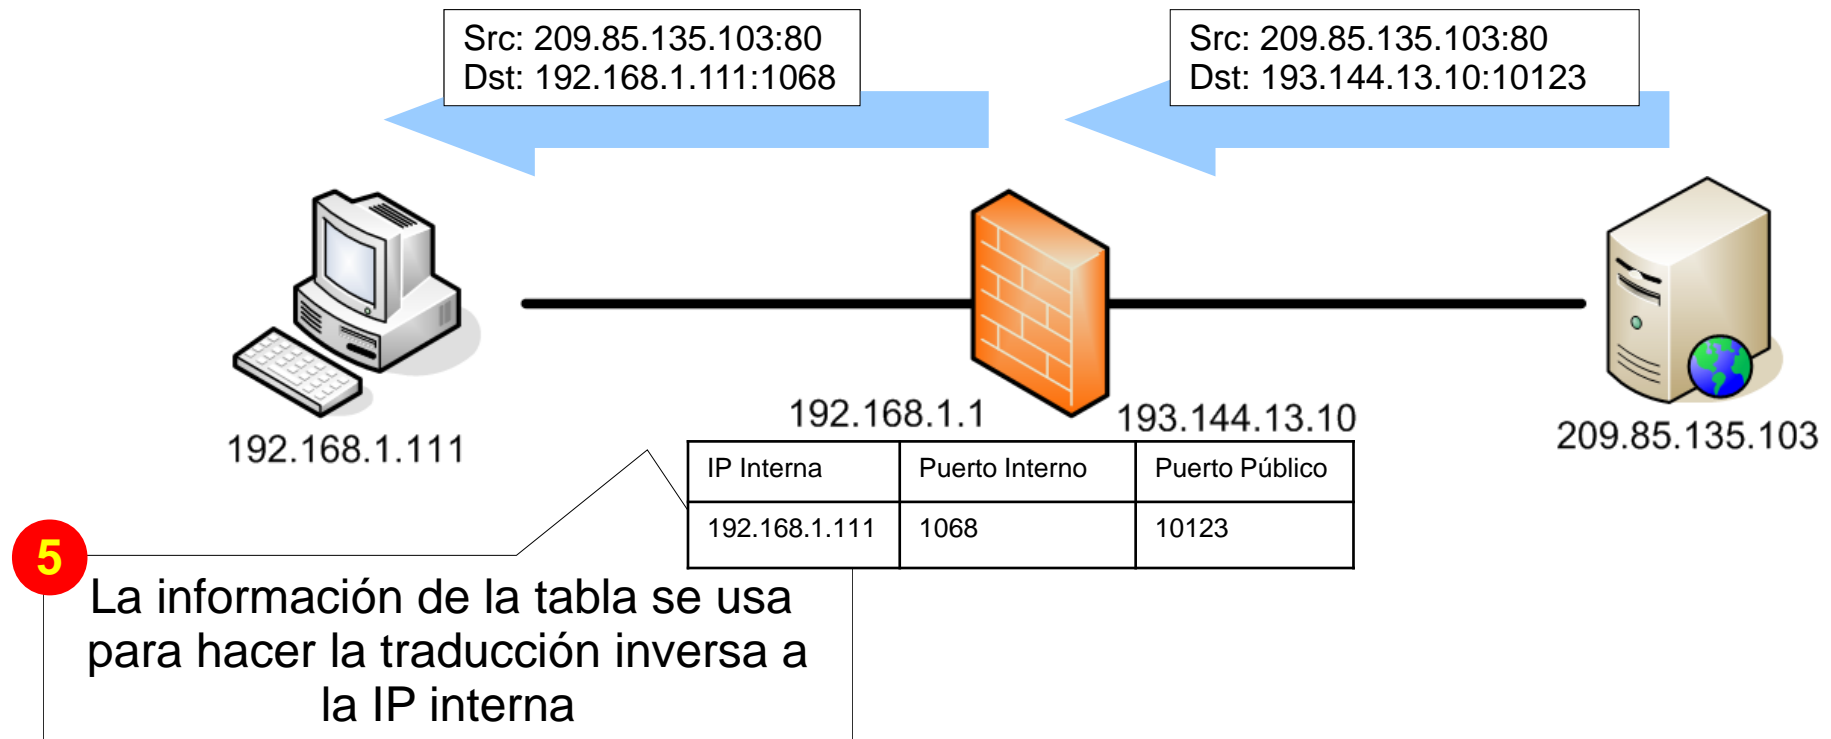 Src: 209.85.135.103:80
Dst: 192.168.1.111:1068
Src: 209.85.135.103:80
Dst: 193.144.13.10:10123
192.168.1.111
192.168.1.1
193.144.13.10
209.85.135.103
IP Interna Puerto Interno Puerto Público
192.168.1.111 1068 10123
5
La información de la tabla se usa
para hacer la traducción inversa a
la IP interna